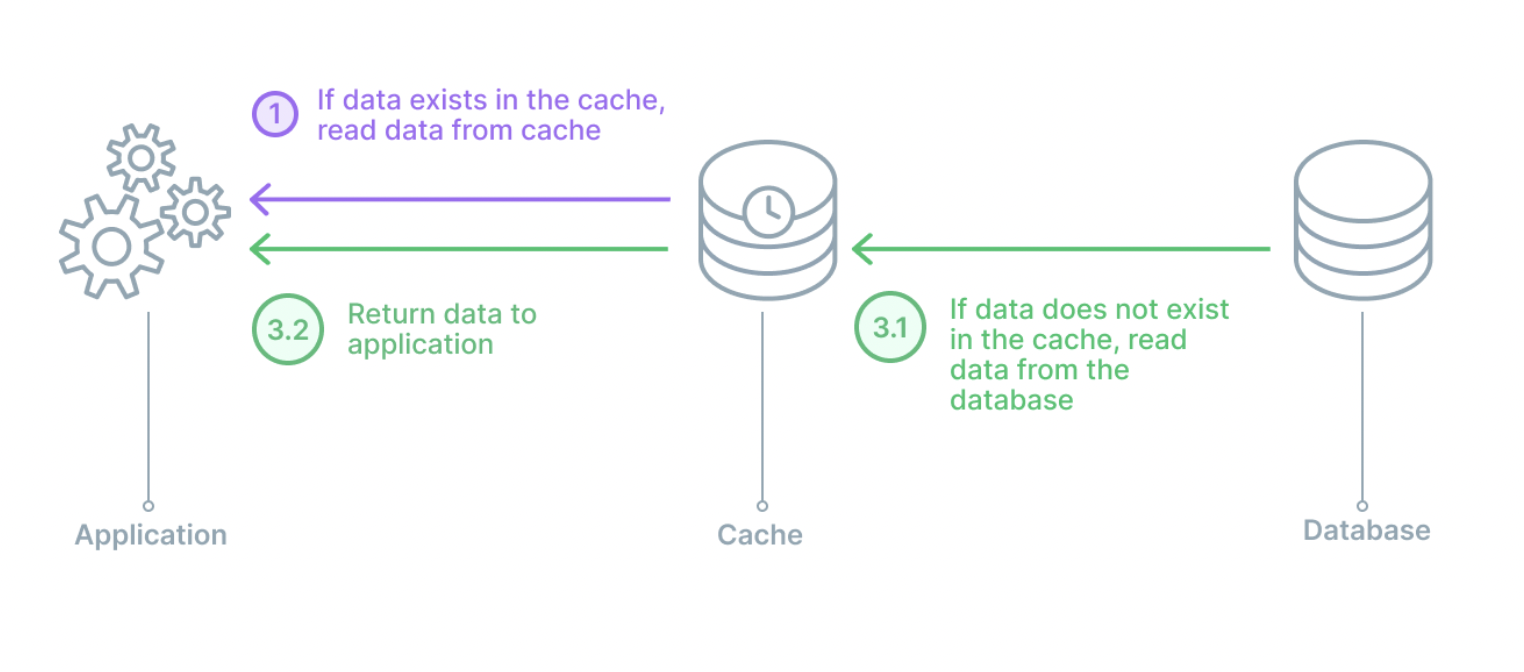 1
If data exists in the cache,
read data from cache
3.2
Return data to
application
3.1
If data does not exist
in the cache, read
data from the
database
Application
Cache
Database